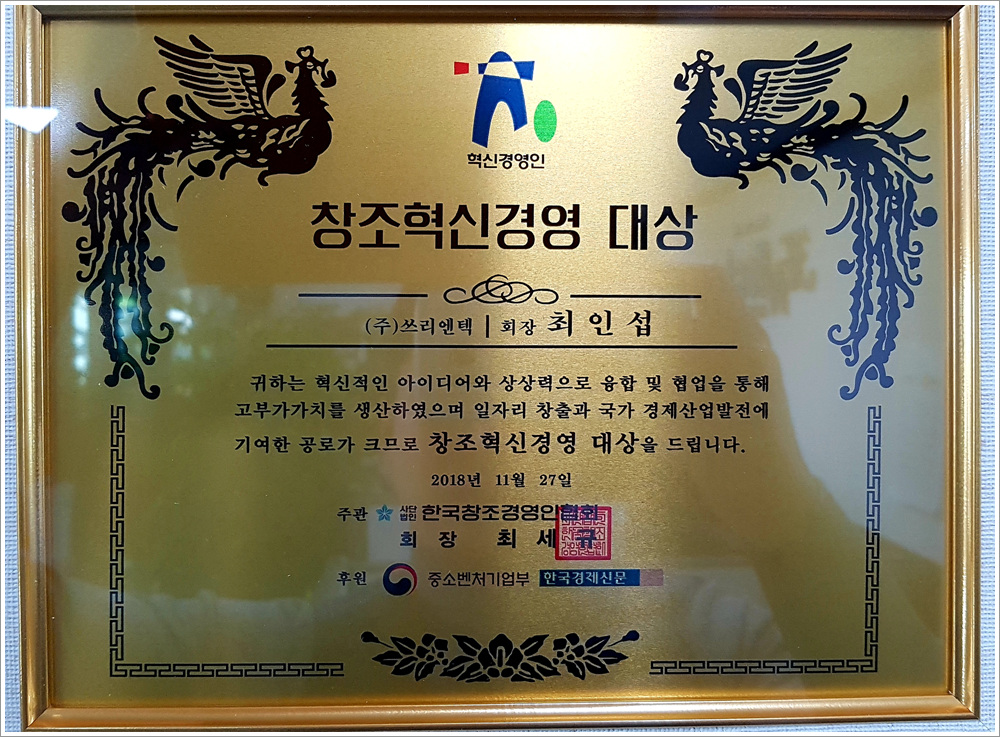 혁신경영인
창조혁신경영 대상
(주)쓰리엔텍 | 회장 최인섭
귀하는 혁신적인 아이디어와 상상력으로 융합 및 협업을 통해
고부가가치를 생산하였으며 일자리 창출과 국가 경제산업발전에
기여한 공로가 크므로 창조혁신경영 대상을 드립니다.
2018년 11월 27일
주관 사단법인 한국창조경영인협회
회 장 최 세 규
후원 중소벤처기업부 한국경제신문